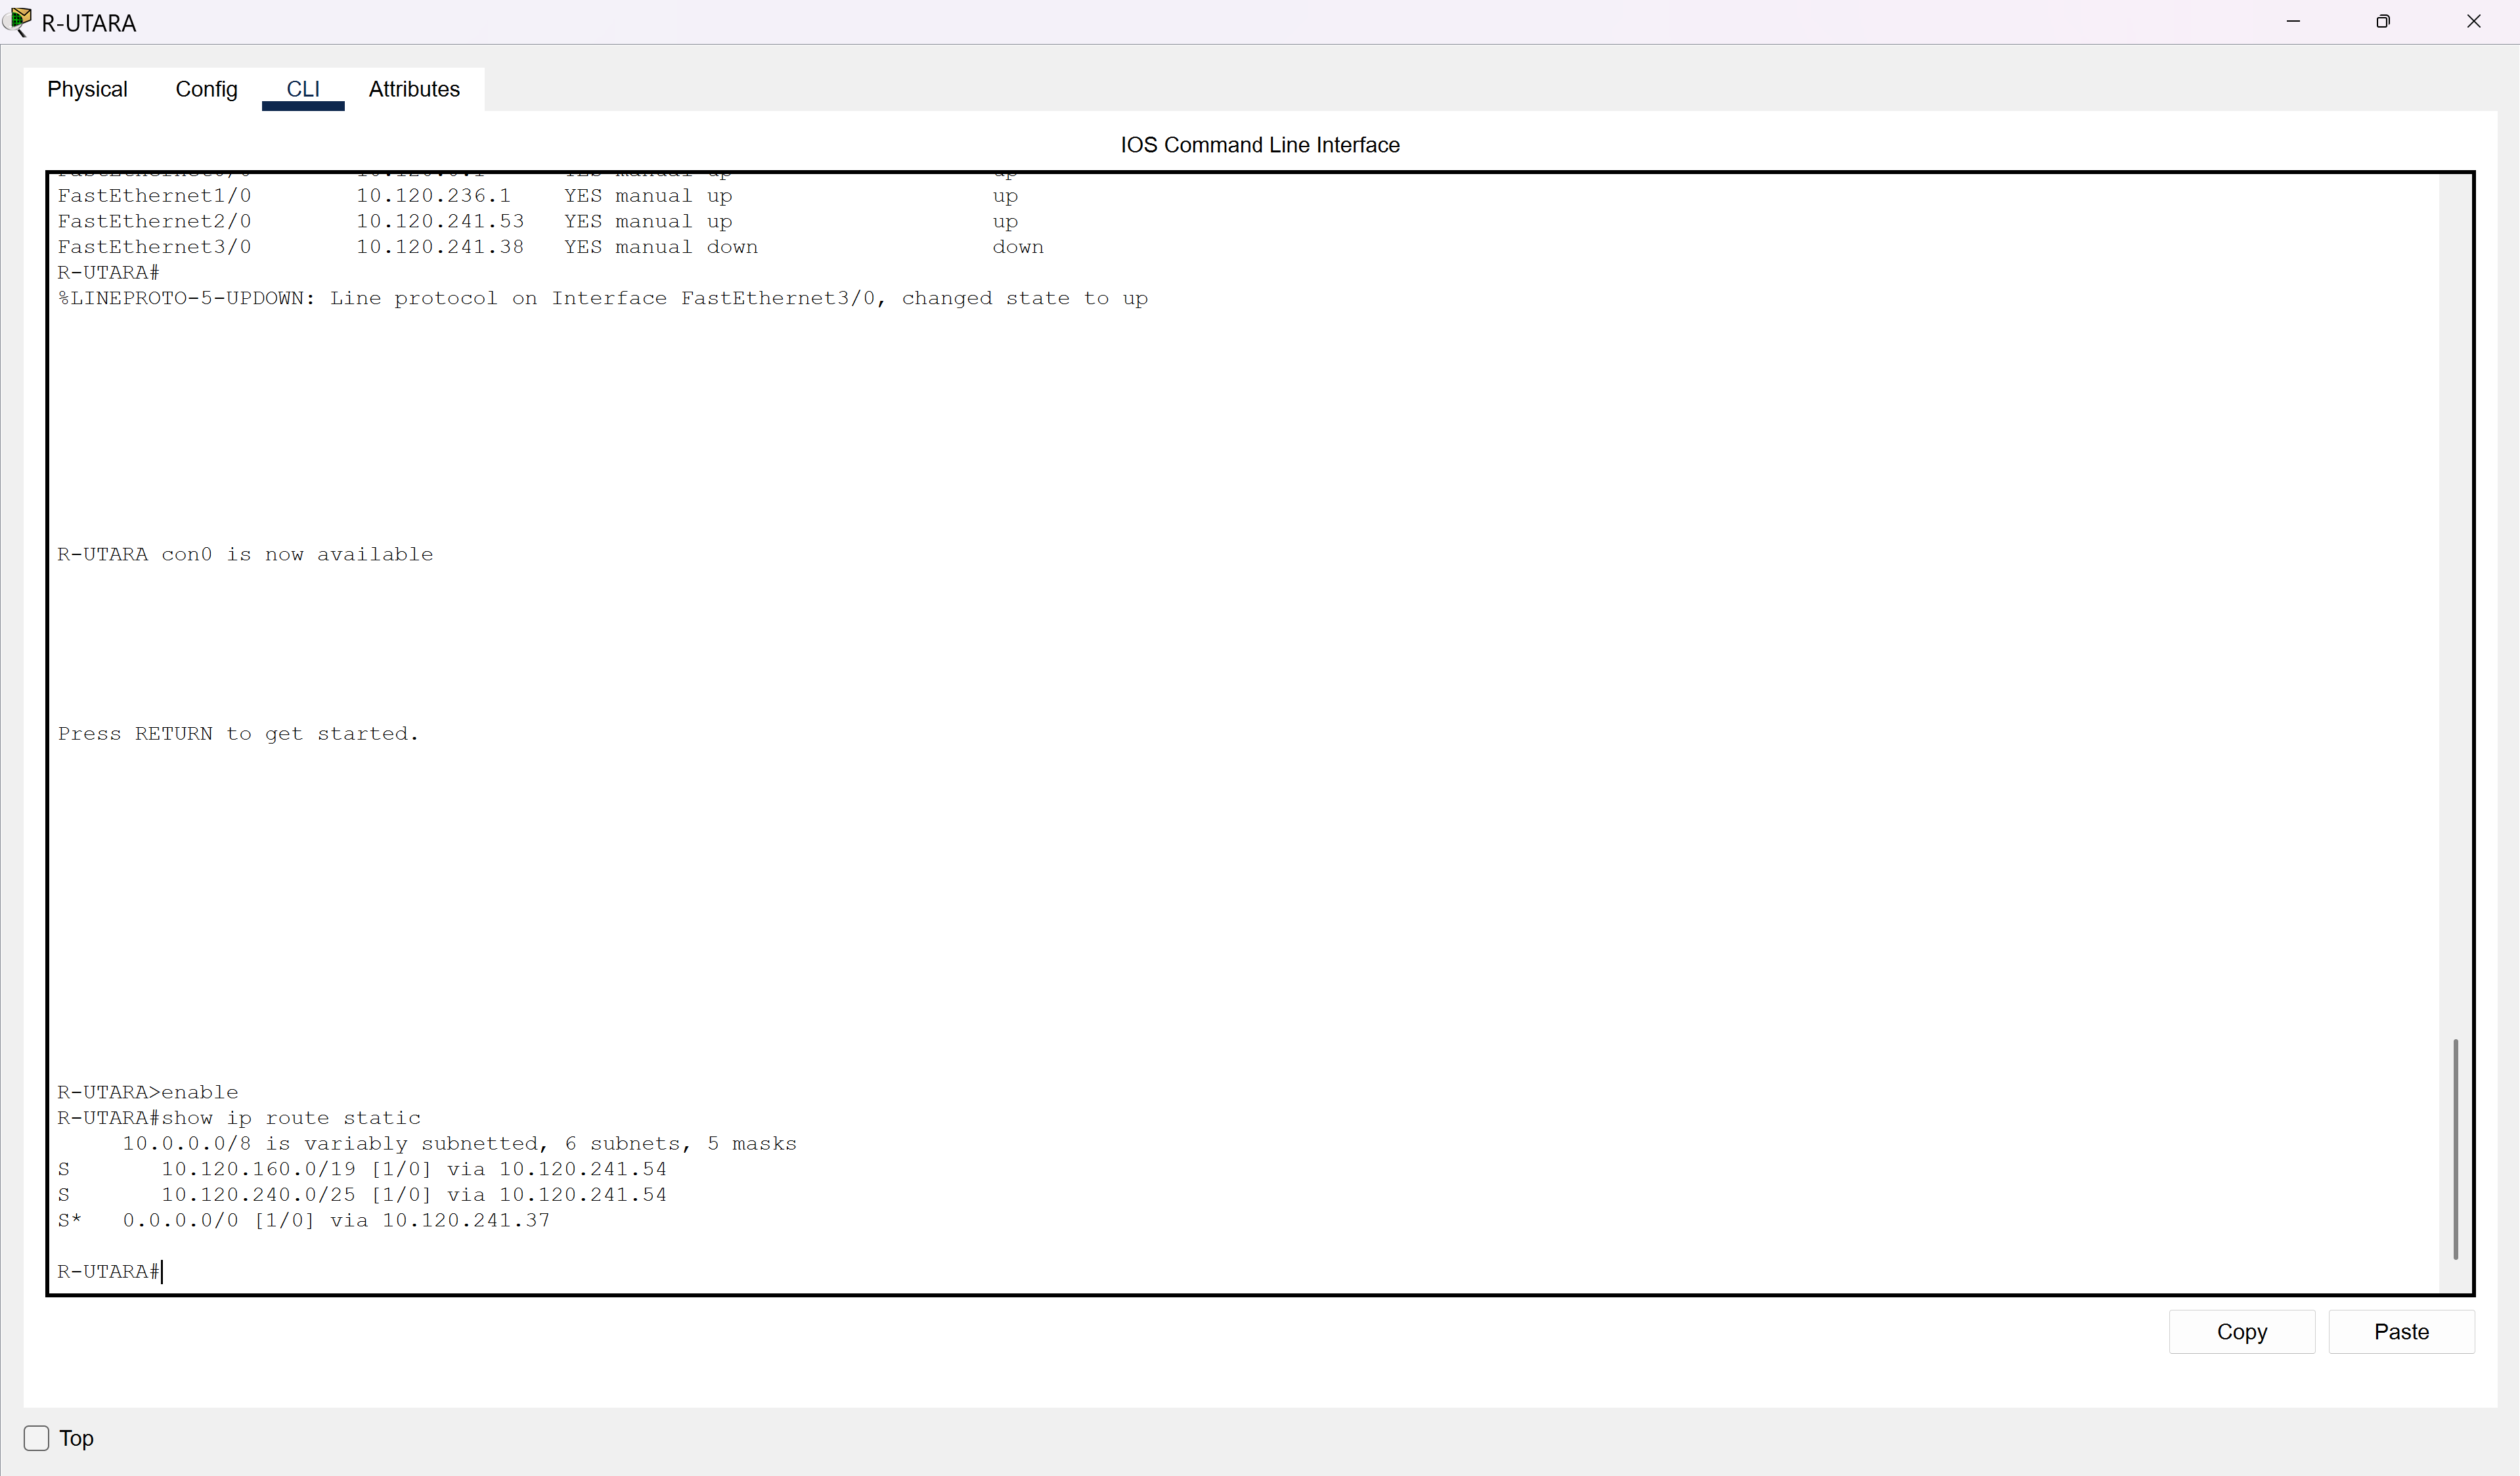 R-UTARA
Physical Config CLI Attributes
IOS Command Line Interface
FastEthernet1/0 10.120.236.1 YES manual up up
FastEthernet2/0 10.120.241.53 YES manual up up
FastEthernet3/0 10.120.241.38 YES manual down down
R-UTARA#
%LINEPROTO-5-UPDOWN: Line protocol on Interface FastEthernet3/0, changed state to up
R-UTARA con0 is now available
Press RETURN to get started.
R-UTARA>enable
R-UTARA#show ip route static
10.0.0.0/8 is variably subnetted, 6 subnets, 5 masks
S 10.120.160.0/19 [1/0] via 10.120.241.54
S 10.120.240.0/25 [1/0] via 10.120.241.54
S* 0.0.0.0/0 [1/0] via 10.120.241.37
R-UTARA#
Copy Paste
Top